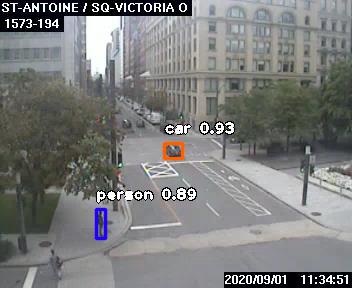 ST-ANTOINE / SQ-VICTORIA O
1573-194
car 0.93
person 0.89
2020/09/01 11:34:51